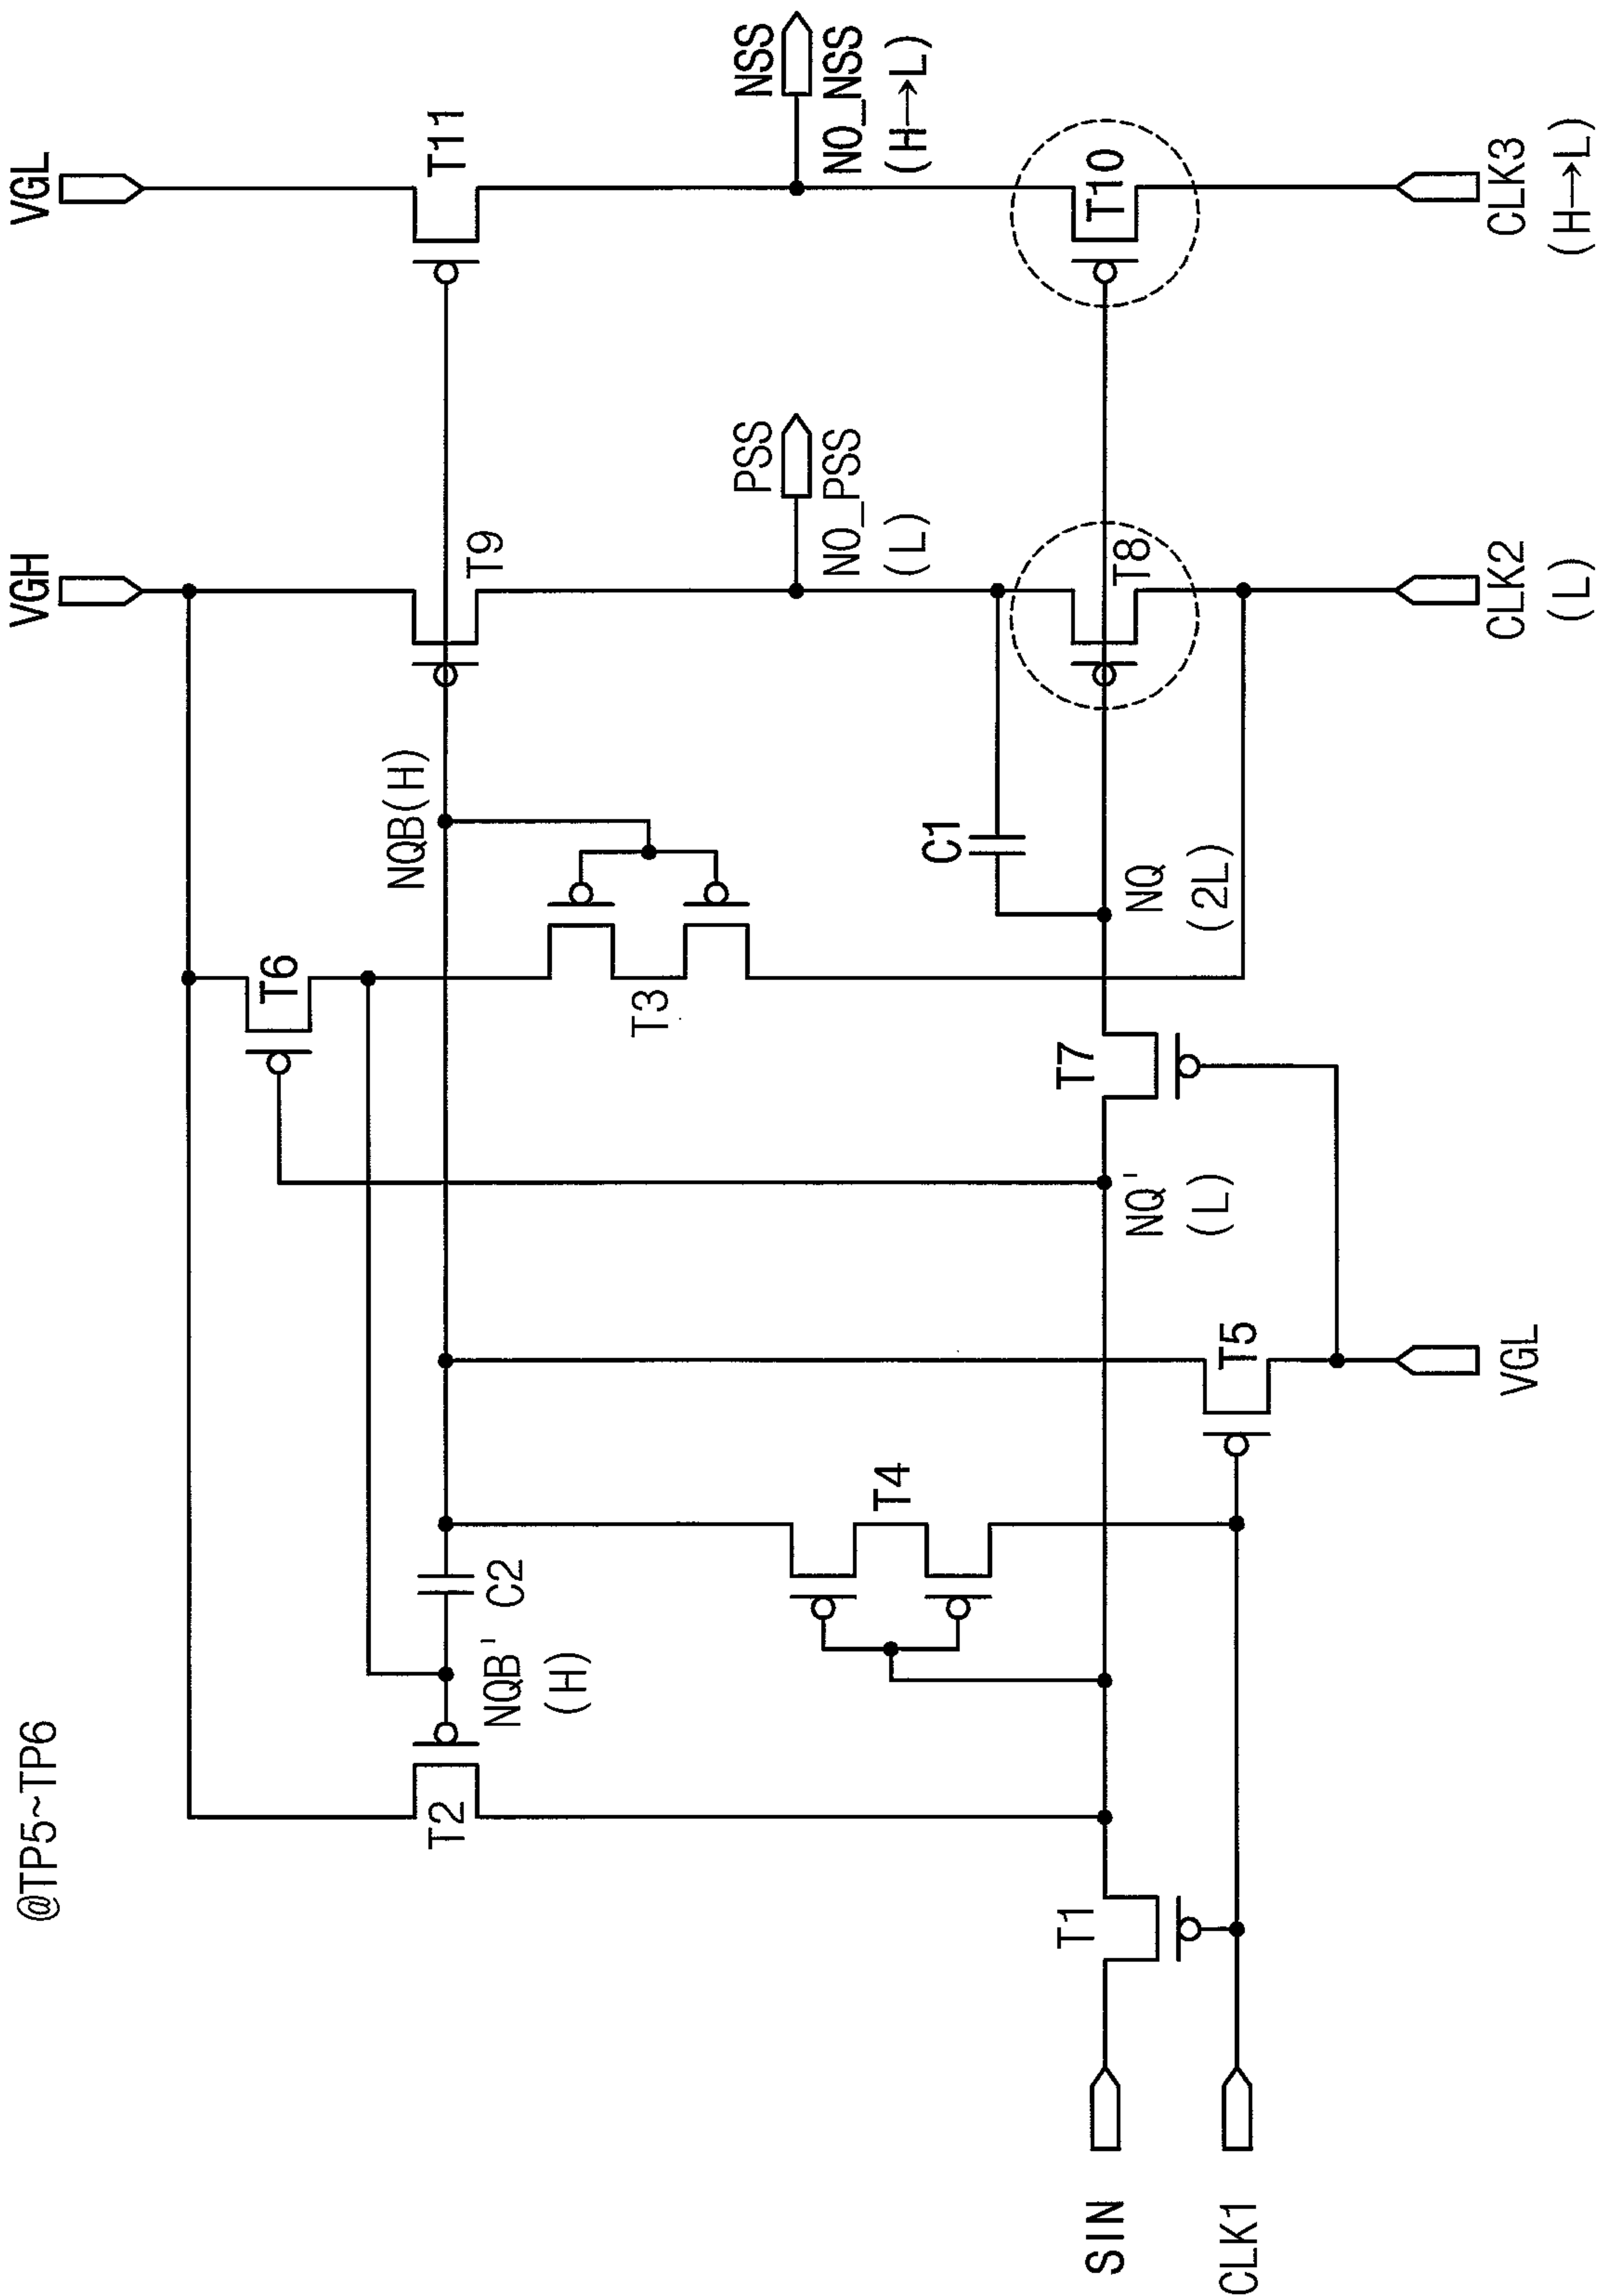 @TP5~TP6
VGH
VGL
T6
T11
NQB(H)
T9
T2
NQB'
(H)
C2
T3
T4
PSS
NO_PSS
(L)
NSS
NO_NSS
(H→L)
C1
SIN
T1
NQ'
(L)
T7
NQ
(2L)
T8
T10
CLK1
T5
VGL
CLK2
(L)
CLK3
(H→L)